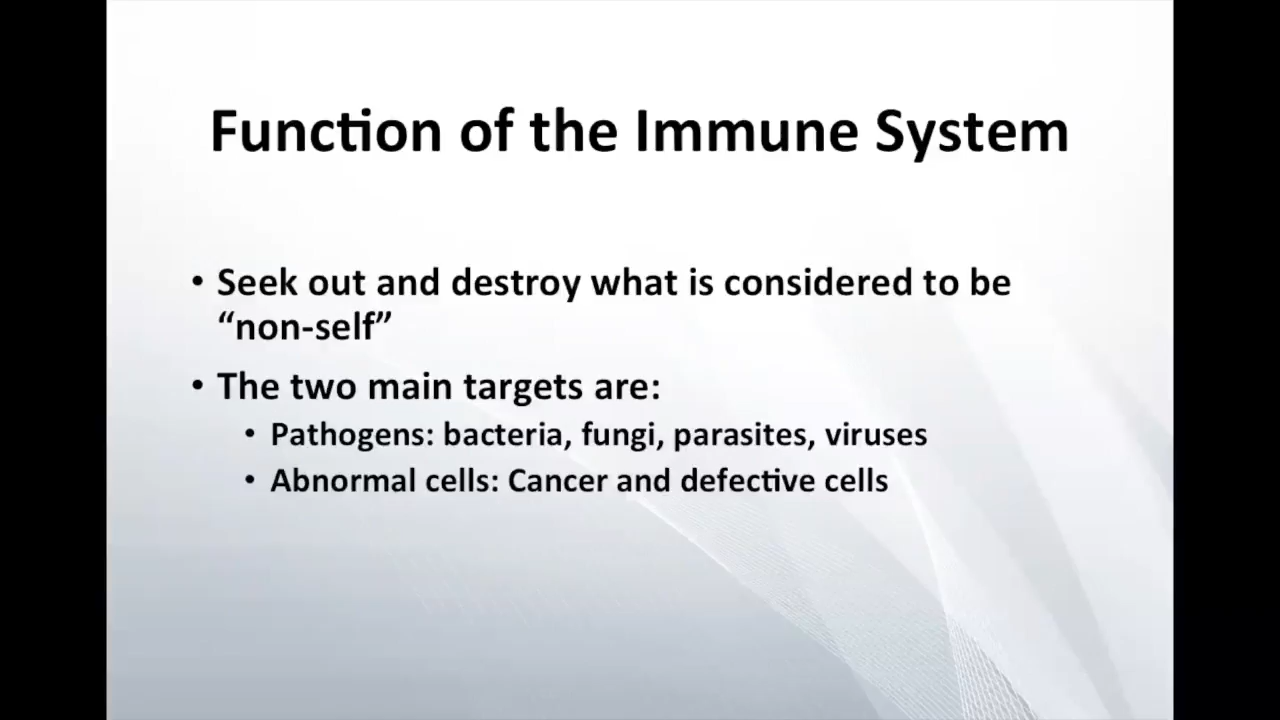 Function of the Immune System
• Seek out and destroy what is considered to be
“non-self”
• The two main targets are:
• Pathogens: bacteria, fungi, parasites, viruses
• Abnormal cells: Cancer and defective cells